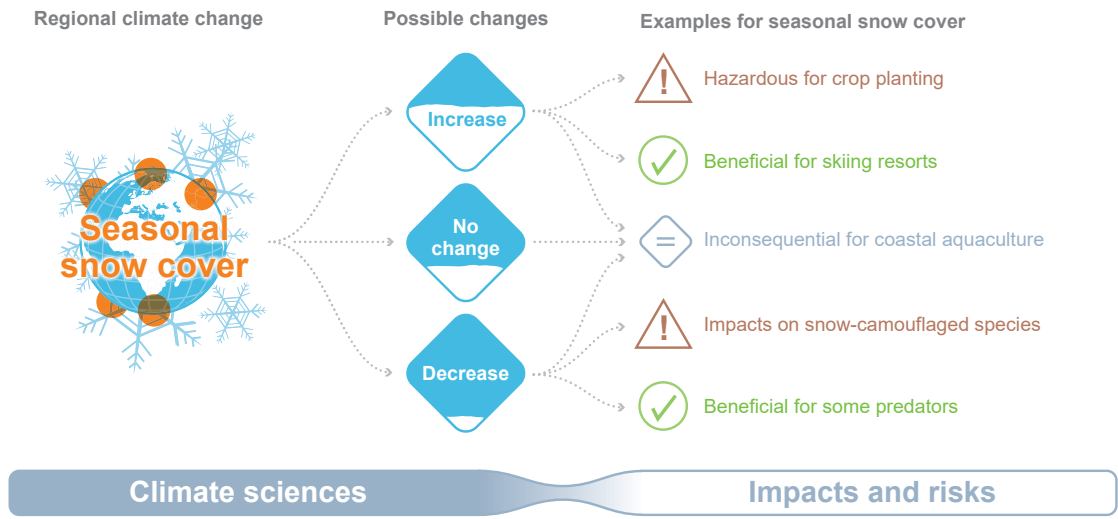 Regional climate change
Possible changes
Examples for seasonal snow cover
Seasonal
snow cover
Increase
No
change
Decrease
!
Hazardous for crop planting
Beneficial for skiing resorts
=
Inconsequential for coastal aquaculture
!
Impacts on snow-camouflaged species
Beneficial for some predators
Climate sciences
Impacts and risks